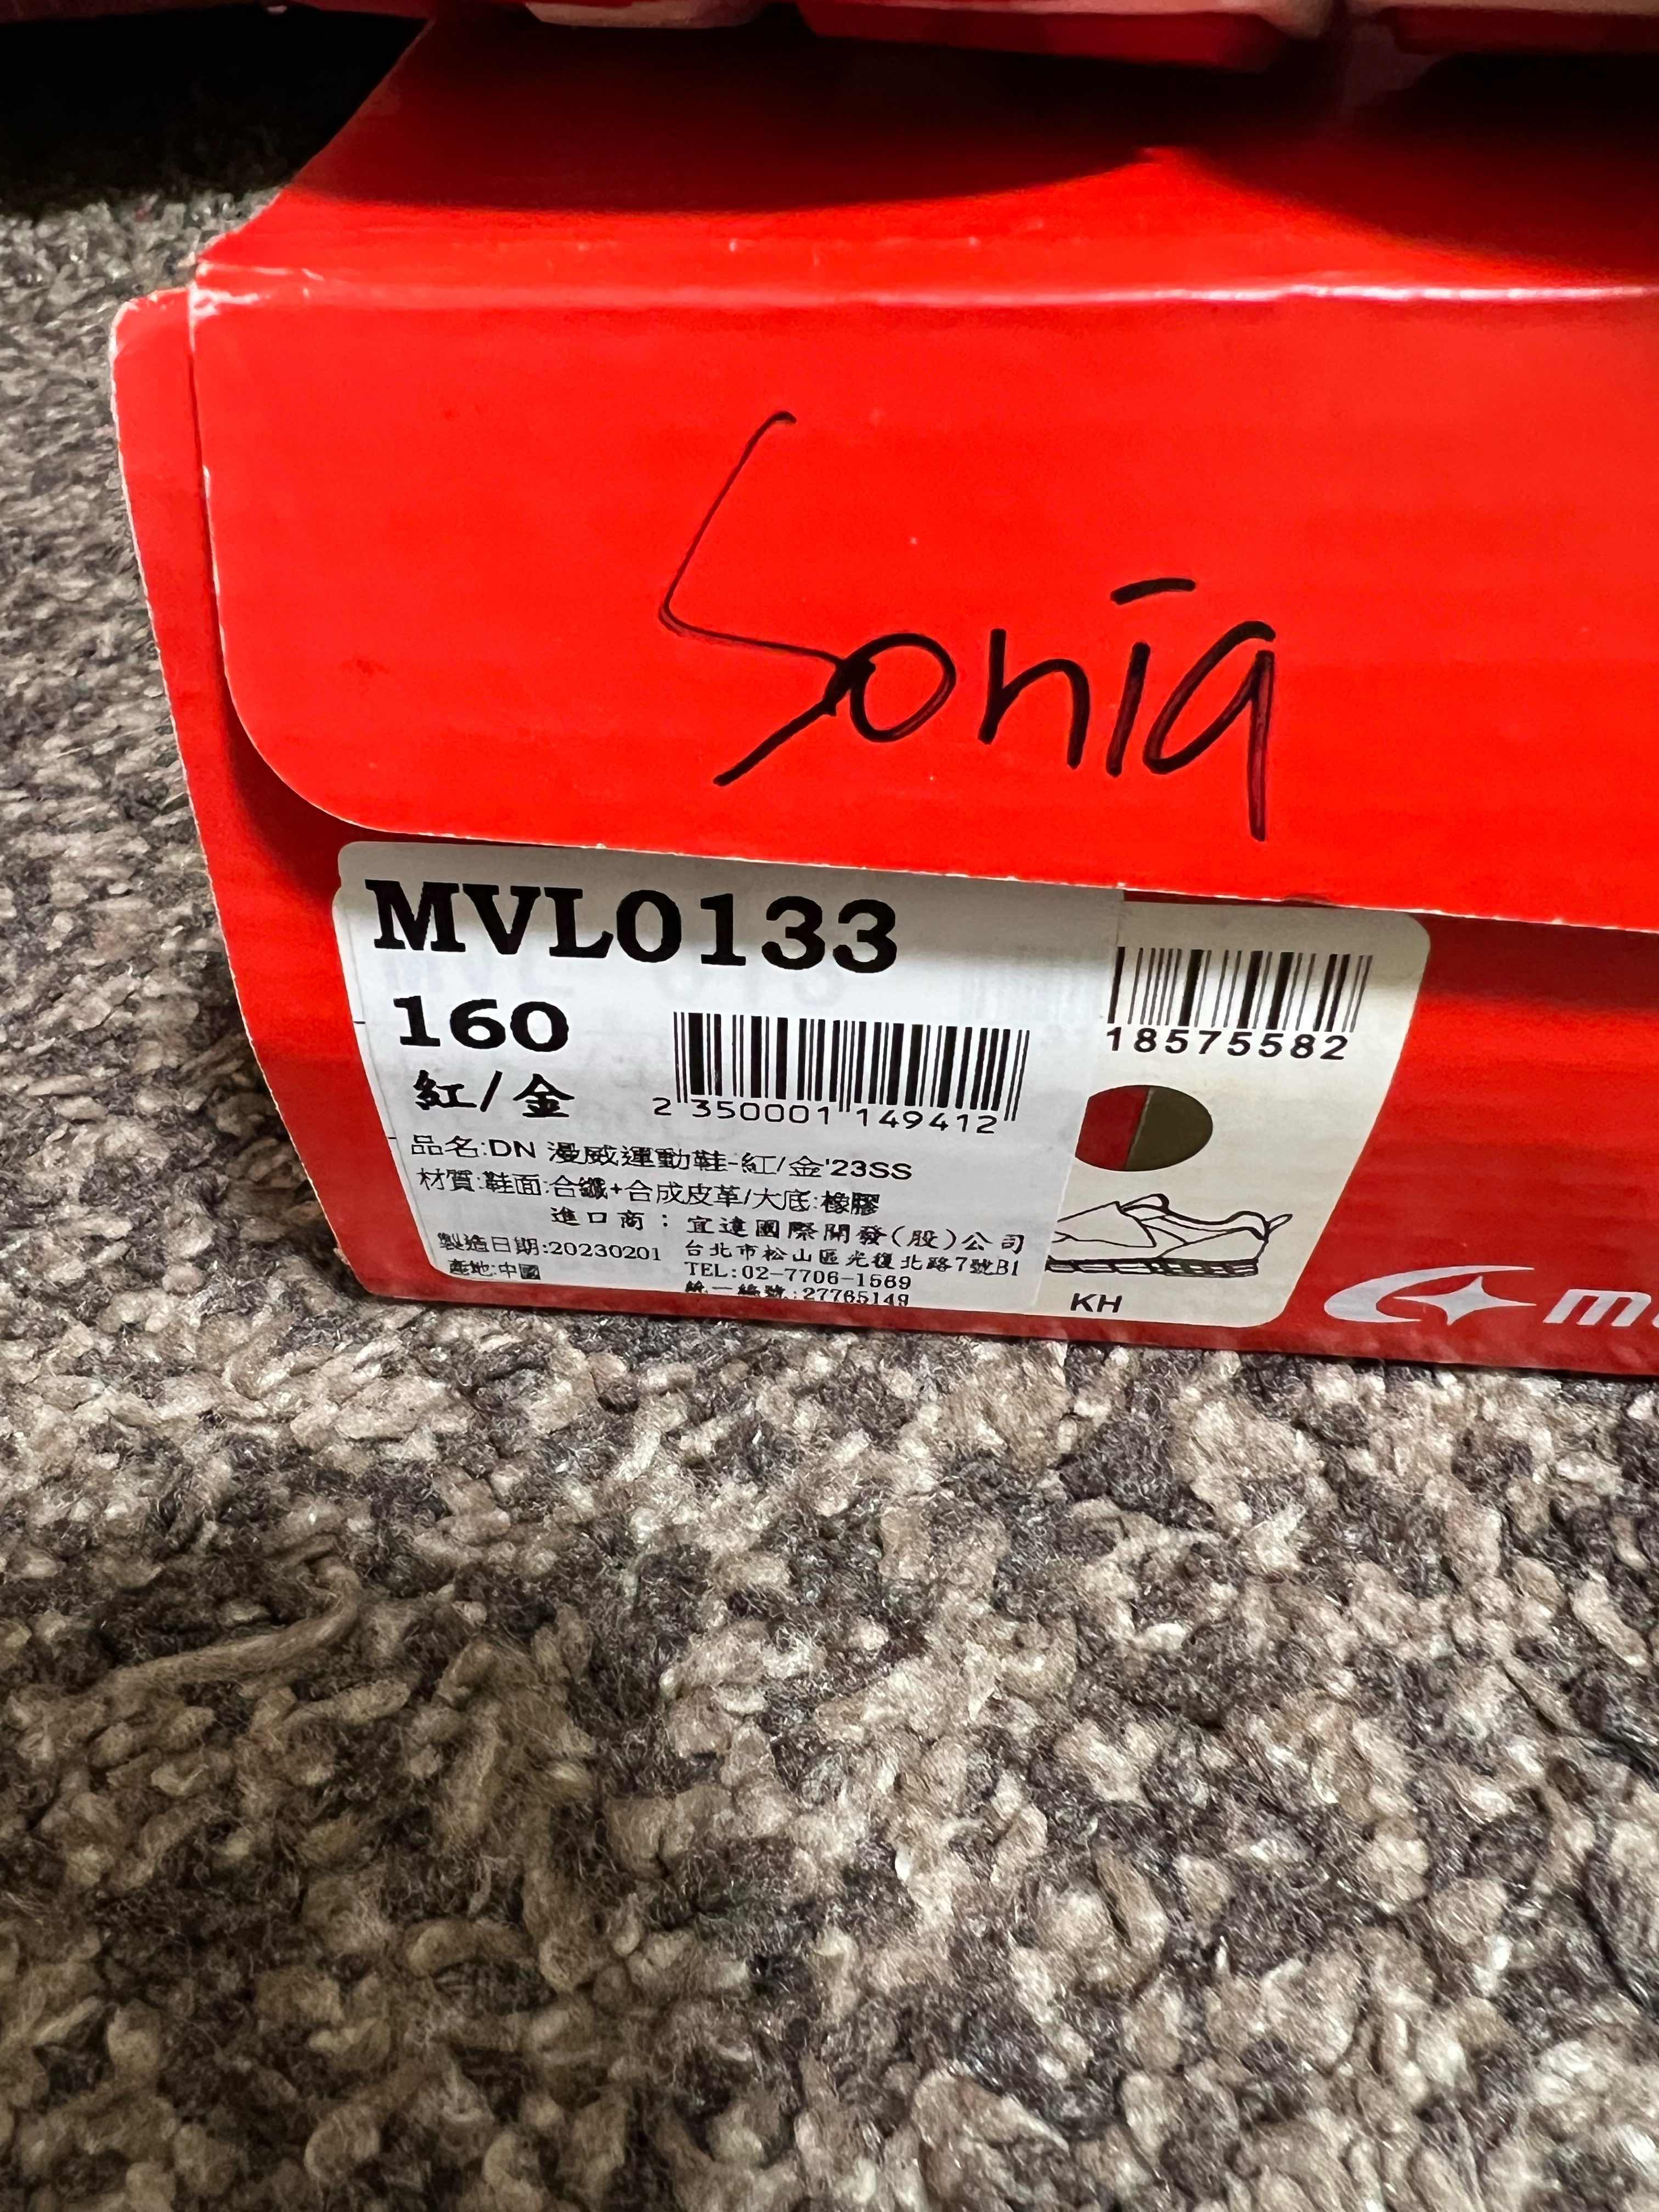 Sonia
MVL0133
160
紅/金
2 350001 149412
18575582
品名:DN 漫威運動鞋-紅/金'23SS
材質:鞋面:合纖+合成皮革/大底:橡膠
進口商：宜達國際開發(股)公司
製造日期:20230201
台北市松山區光復北路7號B1
產地:中國
TEL:02-7706-1569
統一編號:27765149
KH